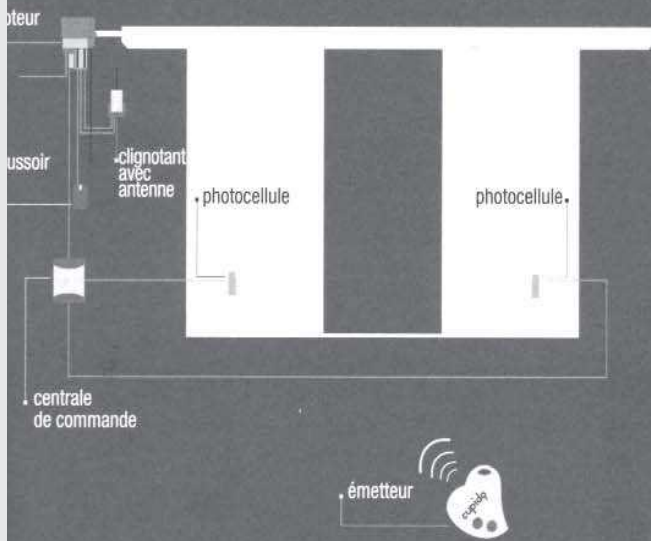 oteur
ussoir
clignotant
avec
antenne
photocellule
photocellule
centrale
de commande
émetteur
cupido